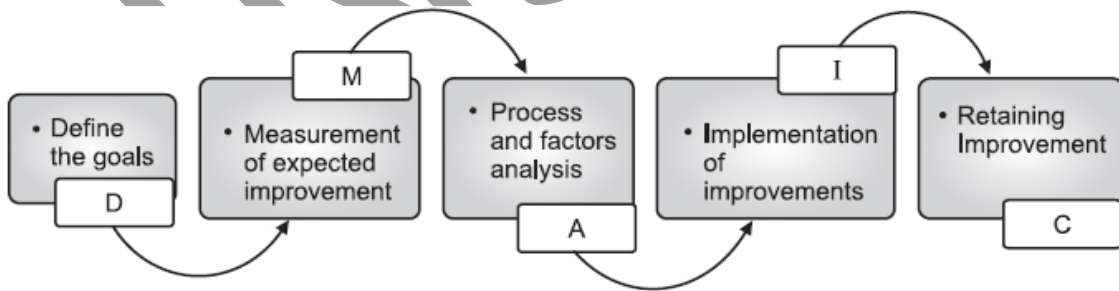 • Define
the goals
D
M
• Measurement
of expected
improvement
• Process
and factors
analysis
A
I
• Implementation
of
improvements
• Retaining
Improvement
C